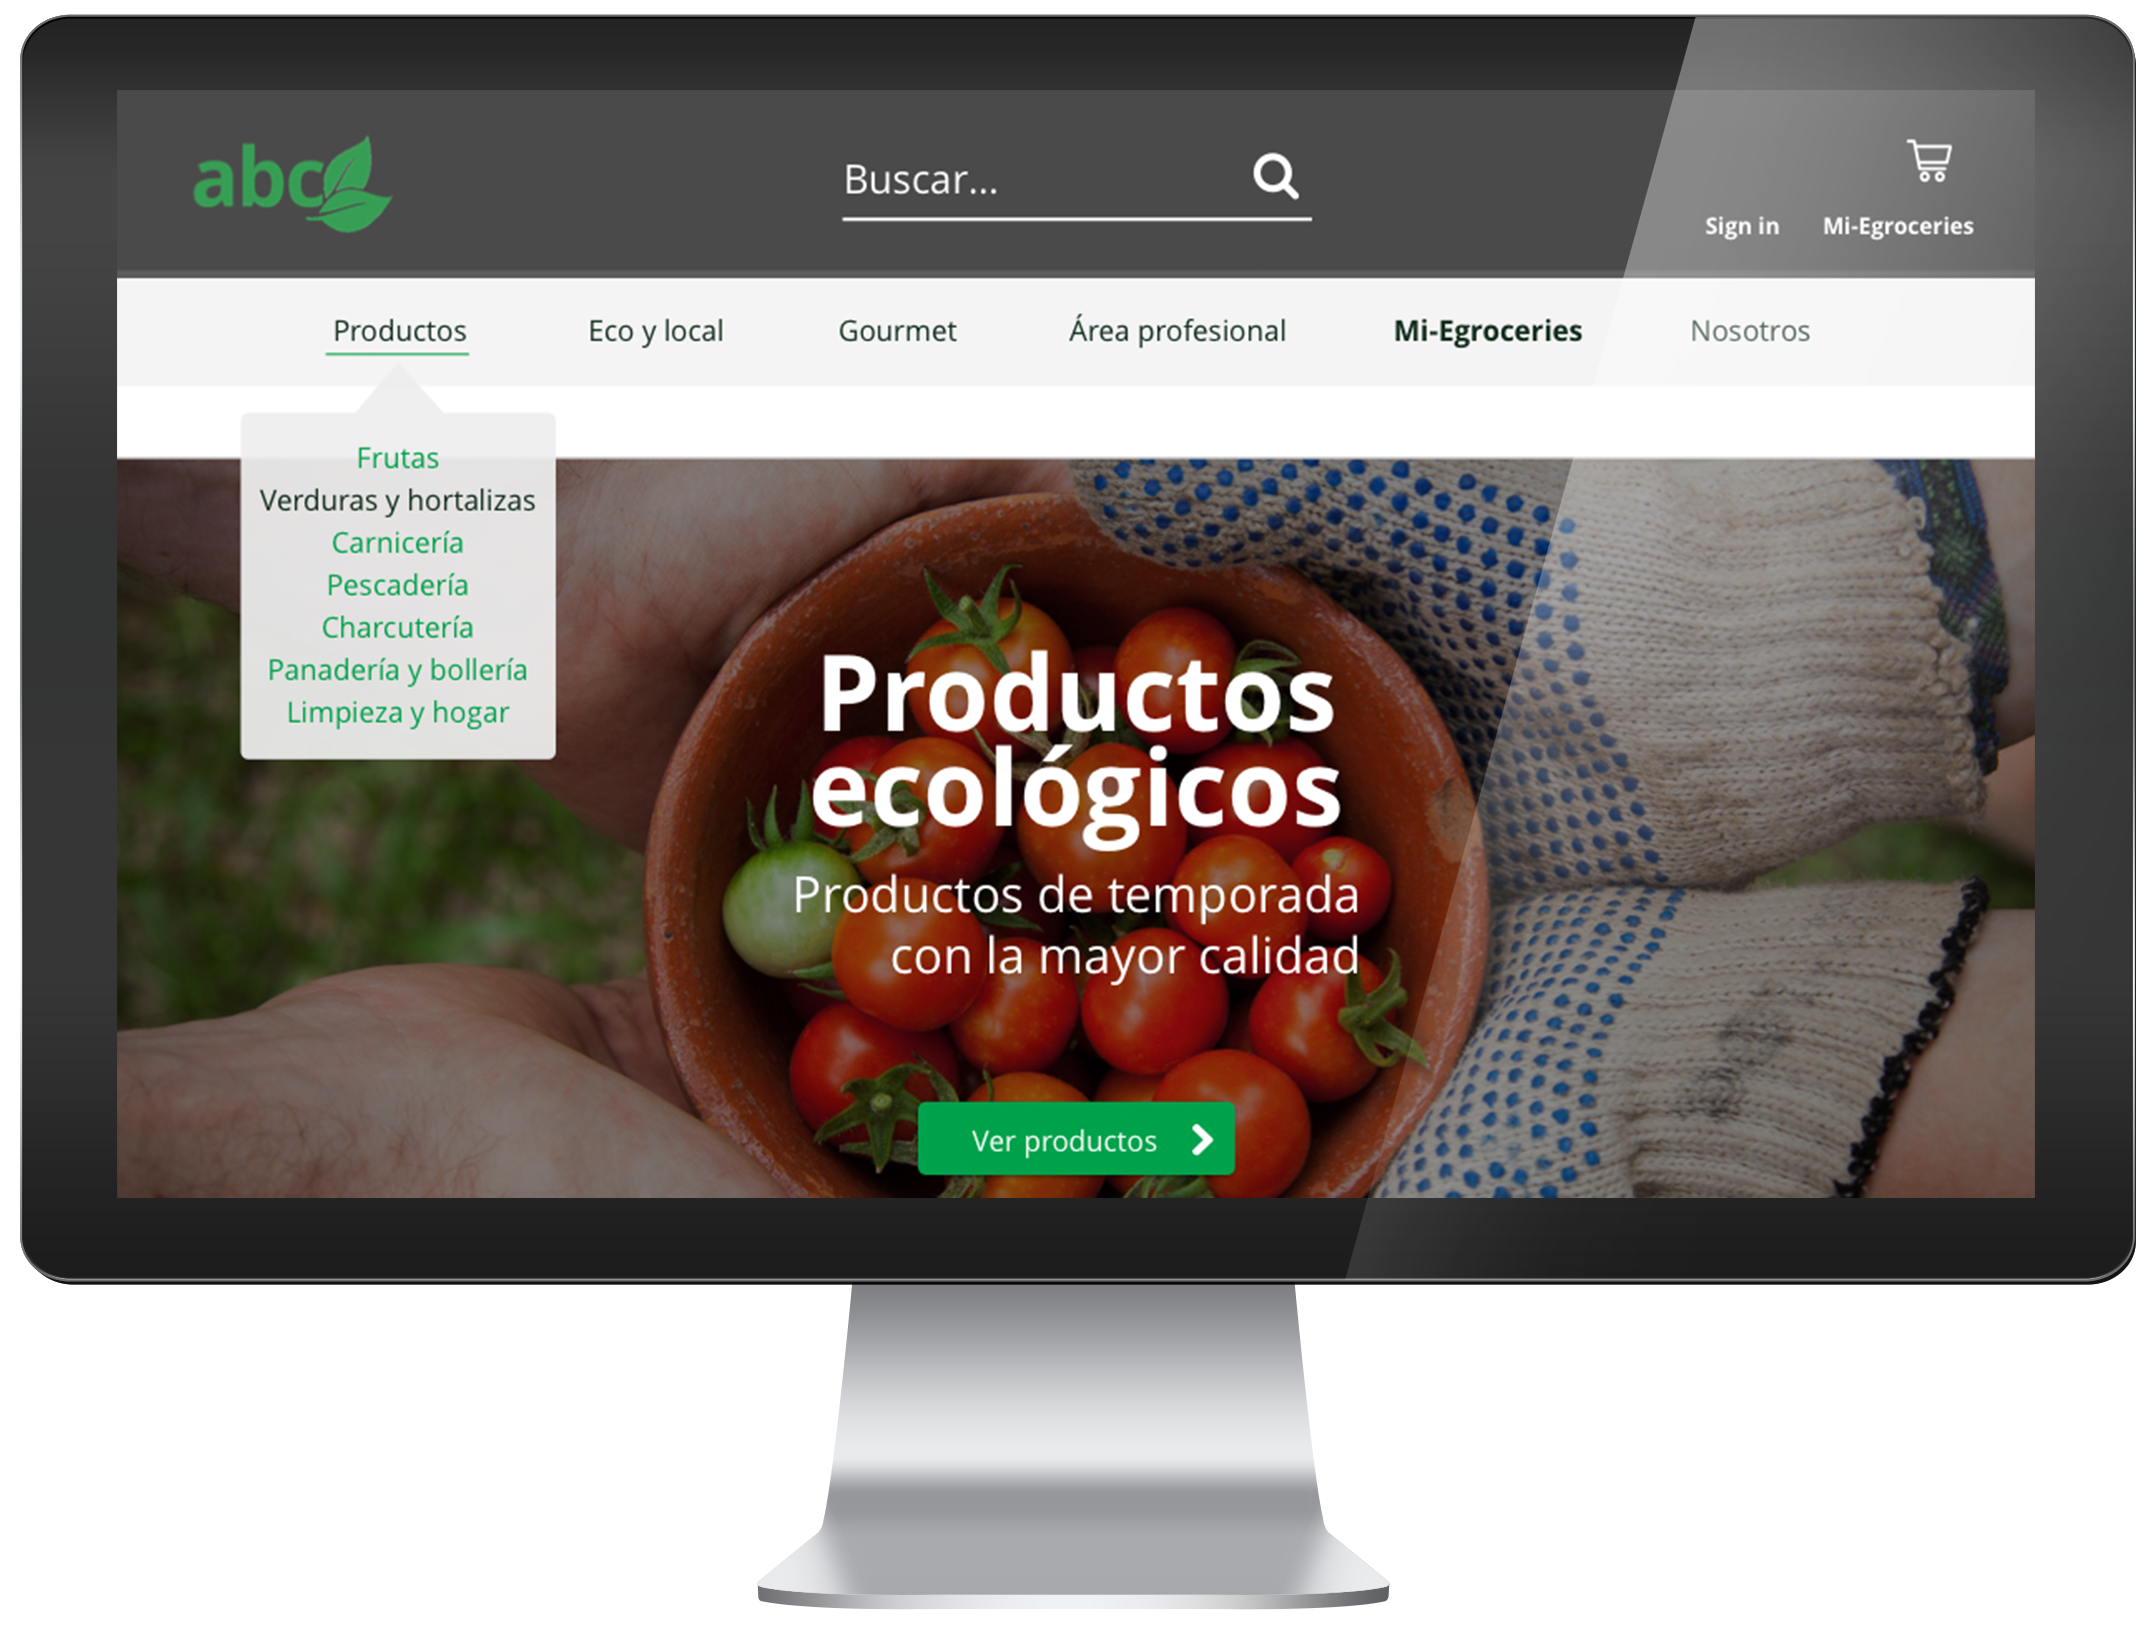 abc
Buscar...
Sign in
Mi-Egroceries
Productos
Eco y local
Gourmet
Área profesional
Mi-Egroceries
Nosotros
Frutas
Verduras y hortalizas
Carnicería
Pescadería
Charcutería
Panadería y bollería
Limpieza y hogar
Productos
ecológicos
Productos de temporada
con la mayor calidad
Ver productos